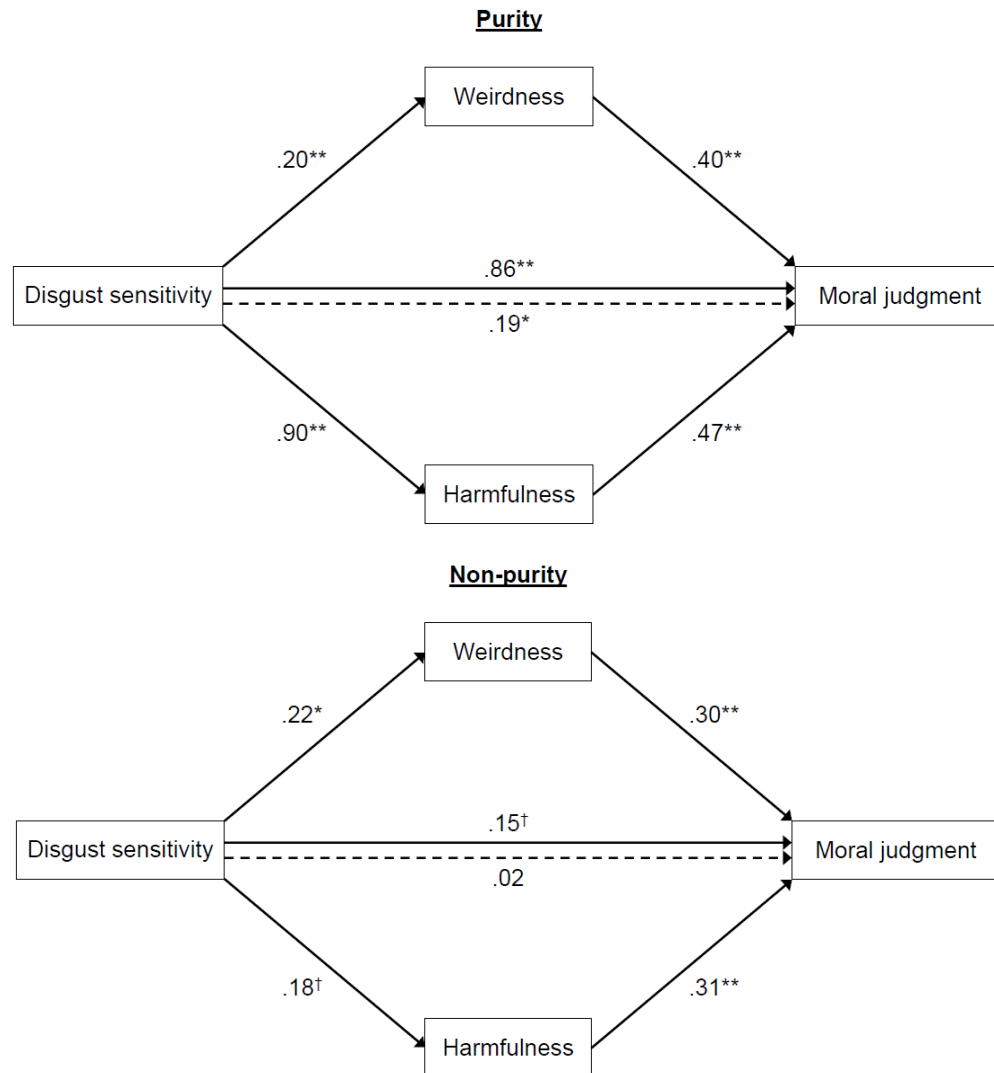 Purity
Weirdness
.20**
.40**
.86**
Disgust sensitivity
Moral judgment
.19*
.90**
.47**
Harmfulness
Non-purity
Weirdness
.22*
.30**
.15†
Disgust sensitivity
Moral judgment
.02
.18†
.31**
Harmfulness